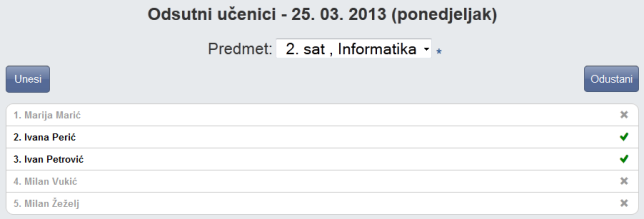 Odsutni učenici - 25. 03. 2013 (ponedjeljak)
Predmet: 2. sat , Informatika *
Unesi Odustani
1. Marija Marić
2. Ivana Perić
3. Ivan Petrović
4. Milan Vukić
5. Milan Žeželj